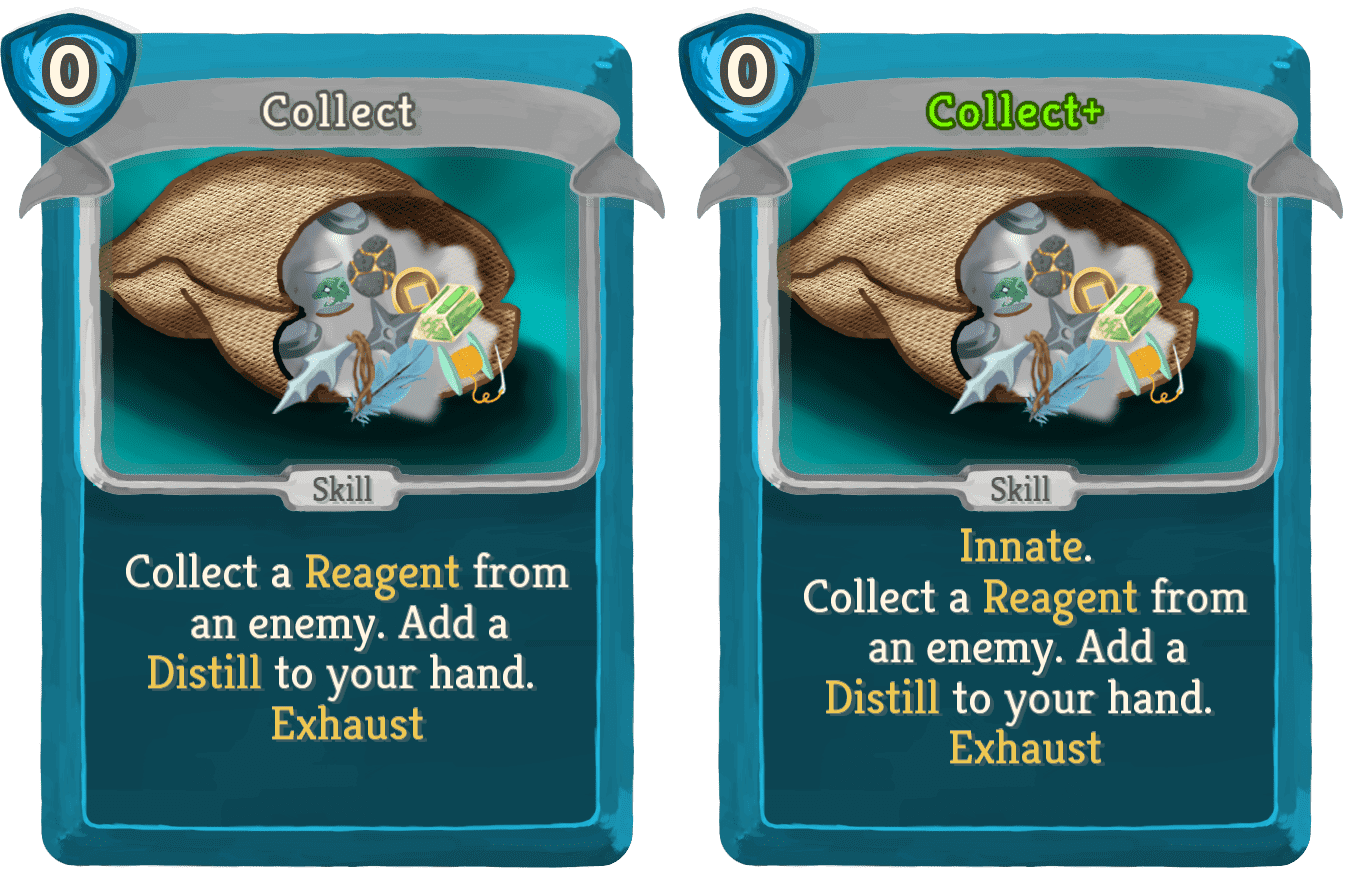 0
Collect
Skill
Collect a Reagent from
an enemy. Add a
Distill to your hand.
Exhaust
0
Collect+
Skill
Innate.
Collect a Reagent from
an enemy. Add a
Distill to your hand.
Exhaust